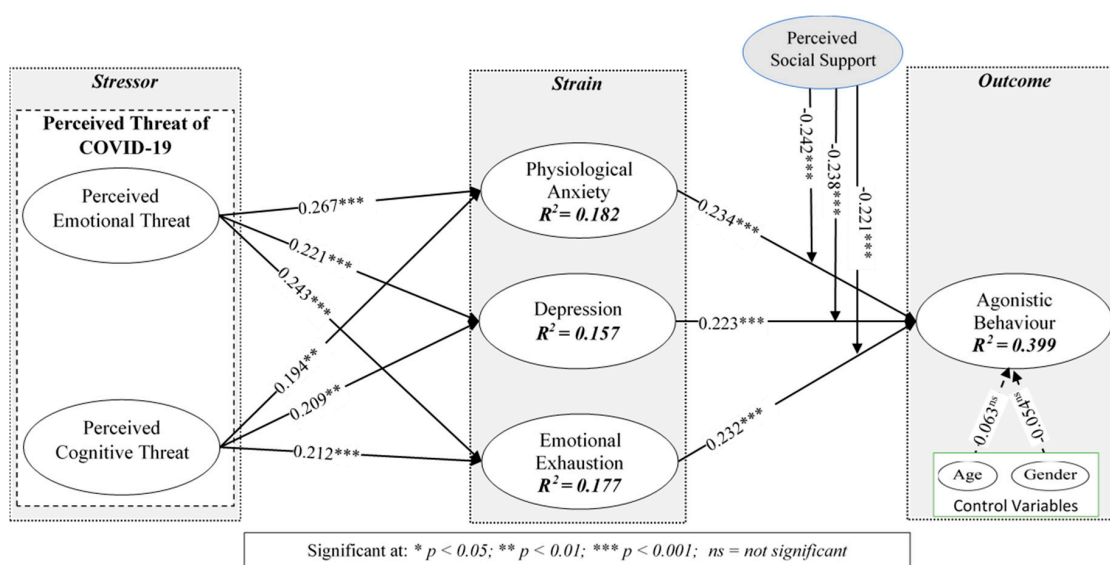 Perceived
Social Support
Stressor
Strain
Outcome
Perceived Threat of
COVID-19
Perceived
Emotional Threat
Perceived
Cognitive Threat
0.267***
0.221***
0.243***
0.194**
0.209**
0.212***
Physiological
Anxiety
R² = 0.182
Depression
R² = 0.157
Emotional
Exhaustion
R² = 0.177
-0.242***
-0.238***
-0.221***
0.234***
0.223***
0.232***
Agonistic
Behaviour
R² = 0.399
-0.063ns
-0.054ns
Age
Gender
Control Variables
Significant at: * p < 0.05; ** p < 0.01; *** p < 0.001; ns = not significant